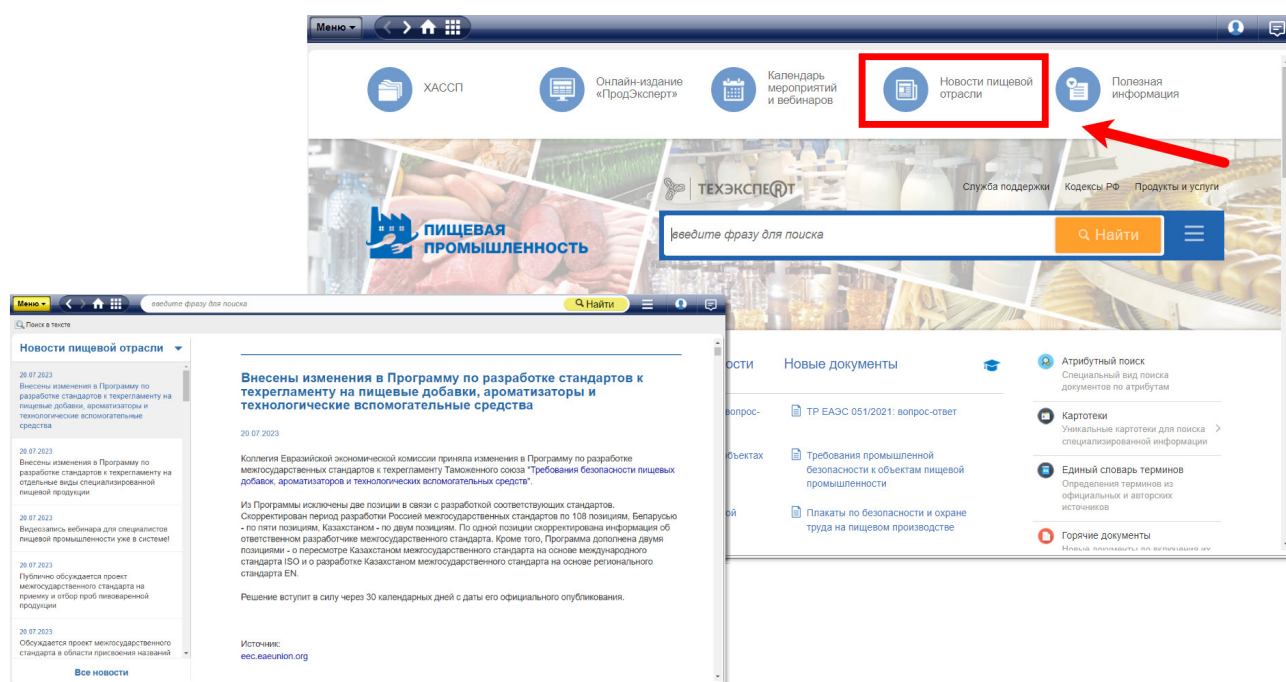 Меню
ХАССП
Онлайн-издание
«ПродЭксперт»
Календарь
мероприятий
и вебинаров
Новости пищевой
отрасли
Полезная
информация
ТЕХЭКСПЕ(R)Т
Служба поддержки Кодексы РФ Продукты и услуги
ПИЩЕВАЯ
ПРОМЫШЛЕННОСТЬ
введите фразу для поиска
Найти
Новые документы
ТР ЕАЭС 051/2021: вопрос-ответ
Требования промышленной
безопасности к объектам пищевой
промышленности
Плакаты по безопасности и охране
труда на пищевом производстве
Атрибутный поиск
Специальный вид поиска
документов по атрибутам
Картотеки
Уникальные картотеки для поиска
специализированной информации
Единый словарь терминов
Определения терминов из
официальных и авторских
источников
Горячие документы
Новые документы до включения их
Меню
введите фразу для поиска
Найти
Поиск в тексте
Новости пищевой отрасли
20.07.2023
Внесены изменения в Программу по
разработке стандартов к техрегламенту на
пищевые добавки, ароматизаторы и
технологические вспомогательные
средства
20.07.2023
Внесены изменения в Программу по
разработке стандартов к техрегламенту на
отдельные виды специализированной
пищевой продукции
20.07.2023
Видеозапись вебинара для специалистов
пищевой промышленности уже в системе!
20.07.2023
Публично обсуждается проект
межгосударственного стандарта на
приемку и отбор проб пивоваренной
продукции
20.07.2023
Обсуждается проект межгосударственного
стандарта в области присвоения названий
Все новости
Внесены изменения в Программу по разработке стандартов к
техрегламенту на пищевые добавки, ароматизаторы и
технологические вспомогательные средства
20.07.2023
Коллегия Евразийской экономической комиссии приняла изменения в Программу по разработке
межгосударственных стандартов к техрегламенту Таможенного союза "Требования безопасности пищевых
добавок, ароматизаторов и технологических вспомогательных средств".
Из Программы исключены две позиции в связи с разработкой соответствующих стандартов.
Скорректирован период разработки Россией межгосударственных стандартов по 108 позициям, Беларусью
- по пяти позициям, Казахстаном - по двум позициям. По одной позиции скорректирована информация об
ответственном разработчике межгосударственного стандарта. Кроме того, Программа дополнена двумя
позициями - о пересмотре Казахстаном межгосударственного стандарта на основе международного
стандарта ISO и о разработке Казахстаном межгосударственного стандарта на основе регионального
стандарта EN.
Решение вступит в силу через 30 календарных дней с даты его официального опубликования.
Источник:
eec.eaeunion.org